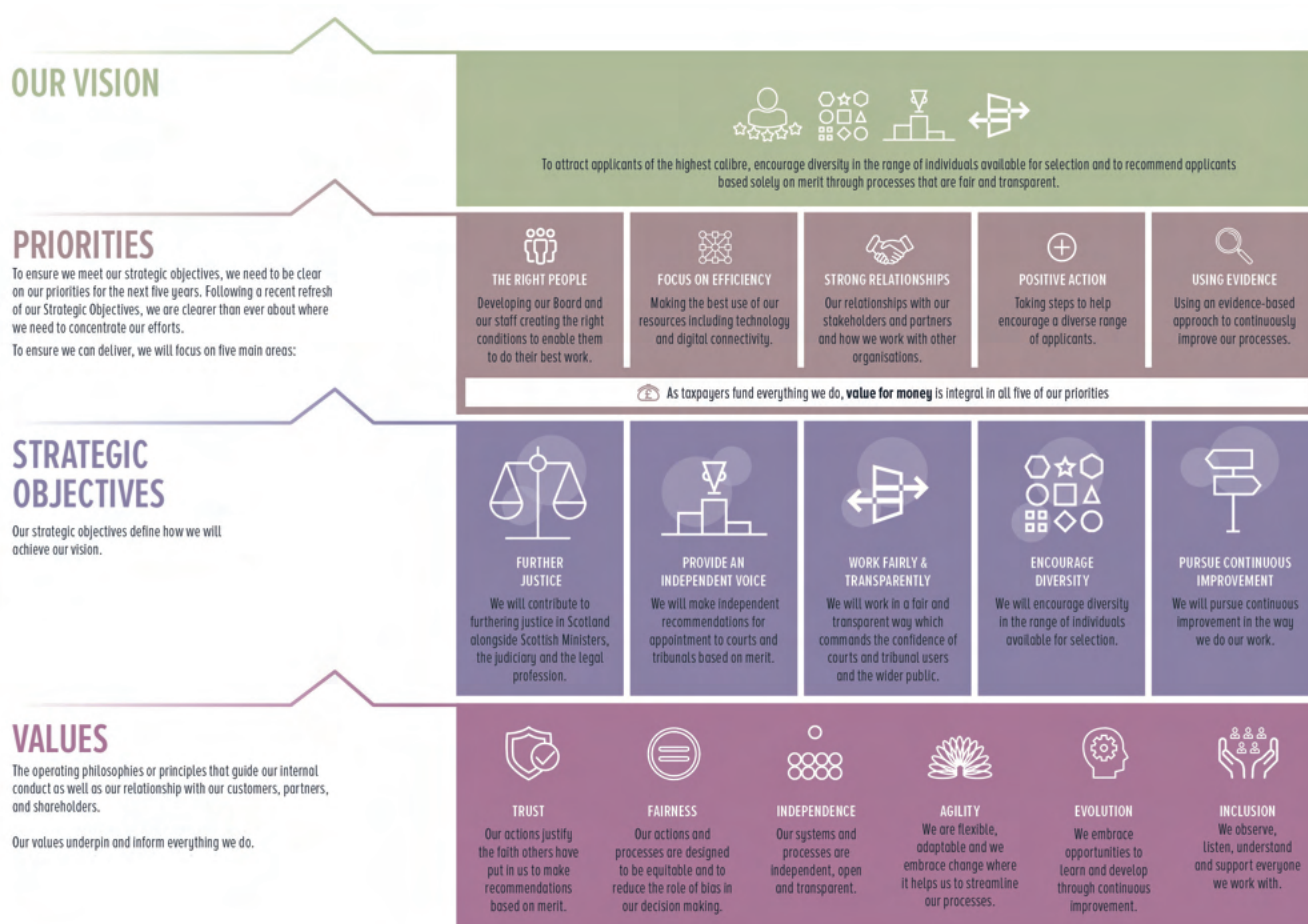 OUR VISION
To attract applicants of the highest calibre, encourage diversity in the range of individuals available for selection and to recommend applicants
based solely on merit through processes that are fair and transparent.
PRIORITIES
To ensure we meet our strategic objectives, we need to be clear
on our priorities for the next five years. Following a recent refresh
of our Strategic Objectives, we are clearer than ever about where
we need to concentrate our efforts.
To ensure we can deliver, we will focus on five main areas:
THE RIGHT PEOPLE
Developing our Board and
our staff creating the right
conditions to enable them
to do their best work.
FOCUS ON EFFICIENCY
Making the best use of our
resources including technology
and digital connectivity.
STRONG RELATIONSHIPS
Our relationships with our
stakeholders and partners
and how we work with other
organisations.
POSITIVE ACTION
Taking steps to help
encourage a diverse range
of applicants.
USING EVIDENCE
Using an evidence-based
approach to continuously
improve our processes.
£ As taxpayers fund everything we do, value for money is integral in all five of our priorities
STRATEGIC
OBJECTIVES
Our strategic objectives define how we will
achieve our vision.
FURTHER
JUSTICE
We will contribute to
furthering justice in Scotland
alongside Scottish Ministers,
the judiciary and the legal
profession.
PROVIDE AN
INDEPENDENT VOICE
We will make independent
recommendations for
appointment to courts and
tribunals based on merit.
WORK FAIRLY &
TRANSPARENTLY
We will work in a fair and
transparent way which
commands the confidence of
courts and tribunal users
and the wider public.
ENCOURAGE
DIVERSITY
We will encourage diversity
in the range of individuals
available for selection.
PURSUE CONTINUOUS
IMPROVEMENT
We will pursue continuous
improvement in the way
we do our work.
VALUES
The operating philosophies or principles that guide our internal
conduct as well as our relationship with our customers, partners,
and shareholders.
Our values underpin and inform everything we do.
TRUST
Our actions justify
the faith others have
put in us to make
recommendations
based on merit.
FAIRNESS
Our actions and
processes are designed
to be equitable and to
reduce the role of bias in
our decision making.
INDEPENDENCE
Our systems and
processes are
independent, open
and transparent.
AGILITY
We are flexible,
adaptable and we
embrace change where
it helps us to streamline
our processes.
EVOLUTION
We embrace
opportunities to
learn and develop
through continuous
improvement.
INCLUSION
We observe,
listen, understand
and support everyone
we work with.